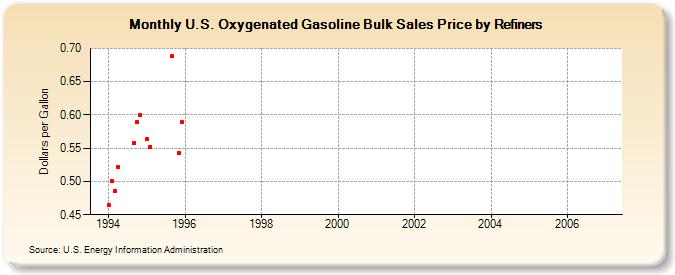 Monthly U.S. Oxygenated Gasoline Bulk Sales Price by Refiners
Dollars per Gallon
0.70
0.65
0.60
0.55
0.50
0.45
1994 1996 1998 2000 2002 2004 2006
Source: U.S. Energy Information Administration